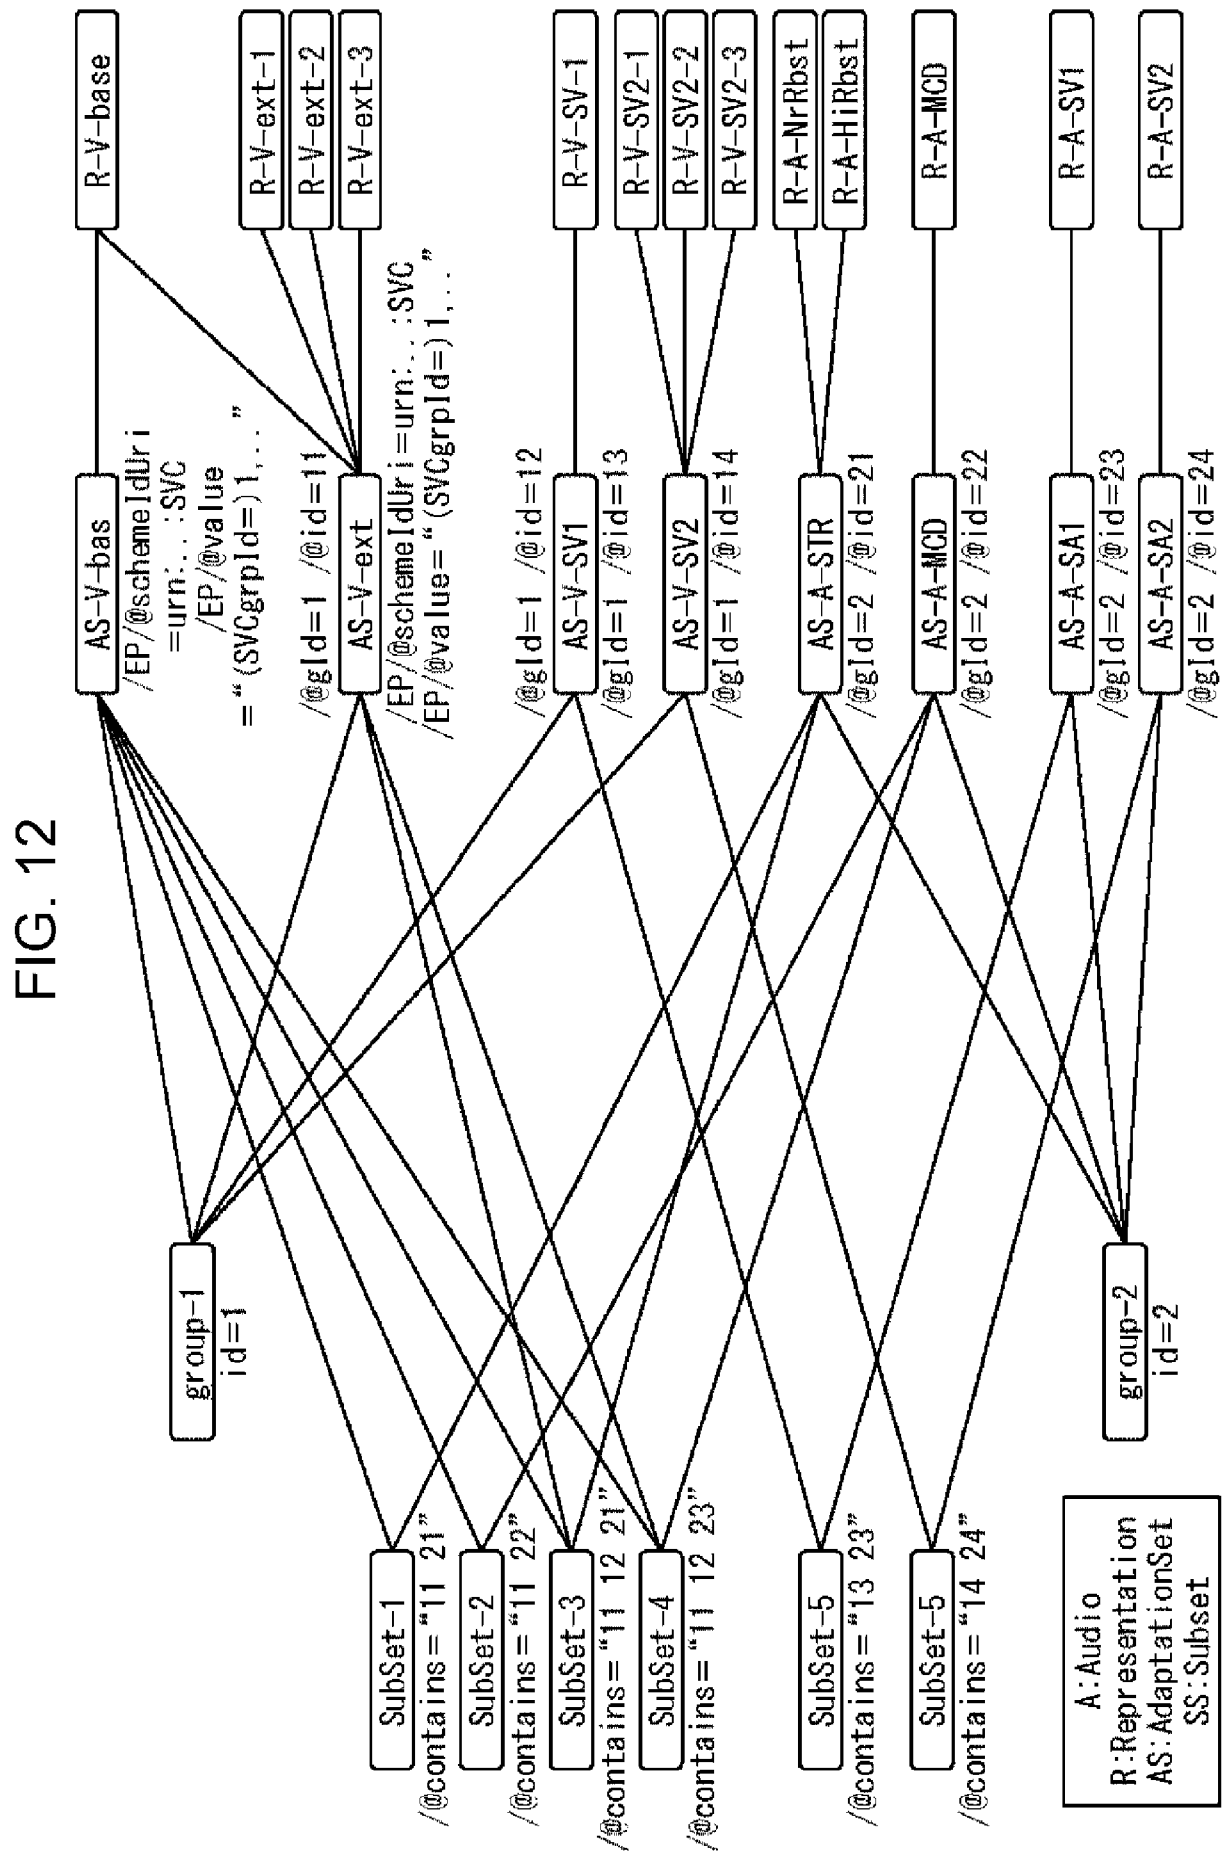 FIG. 12
SubSet-1
/@contains="11 21"
SubSet-2
/@contains="11 22"
SubSet-3
/@contains="11 12 21"
SubSet-4
/@contains="11 12 23"
SubSet-5
/@contains="13 23"
SubSet-5
/@contains="14 24"
A:Audio
R:Representation
AS:AdaptationSet
SS:Subset
group-1
id=1
group-2
id=2
AS-V-bas
/EP/@schemeIdUri
=urn:..:SVC
/EP/@value
="(SVCgrpId=)1,.."
/@gId=1 /@id=11
AS-V-ext
/EP/@schemeIdUri=urn:..:SVC
/EP/@value="(SVCgrpId=)1,.."
/@gId=1 /@id=12
AS-V-SV1
/@gId=1 /@id=13
AS-V-SV2
/@gId=1 /@id=14
AS-A-STR
/@gId=2 /@id=21
AS-A-MCD
/@gId=2 /@id=22
AS-A-SA1
/@gId=2 /@id=23
AS-A-SA2
/@gId=2 /@id=24
R-V-base
R-V-ext-1
R-V-ext-2
R-V-ext-3
R-V-SV-1
R-V-SV2-1
R-V-SV2-2
R-V-SV2-3
R-A-NrRbst
R-A-HiRbst
R-A-MCD
R-A-SV1
R-A-SV2